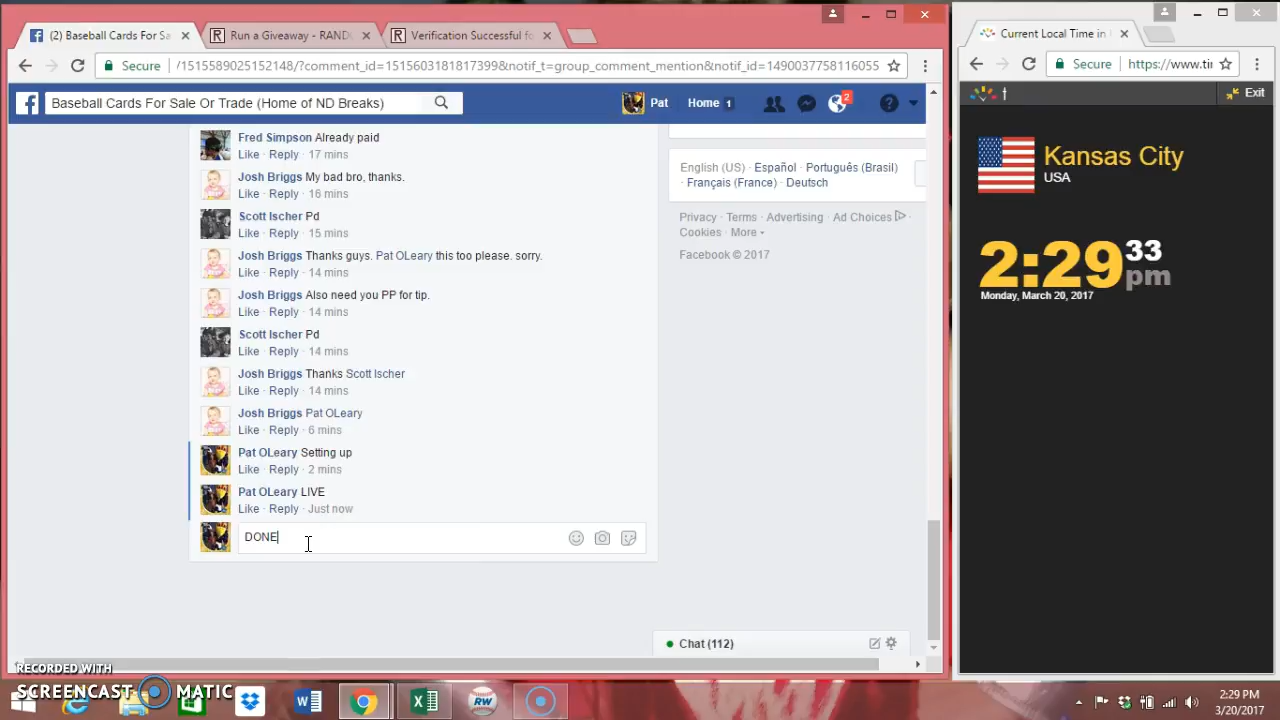 (2) Baseball Cards For Sa
Run a Giveaway - RAND
Verification Successful fo
Secure
/1515589025152148/?comment_id=1515603181817399&notif_t=group_comment_mention&notif_id=1490037758116055
Baseball Cards For Sale Or Trade (Home of ND Breaks)
Pat
Home 1
2
Fred Simpson Already paid
Like · Reply · 17 mins
Josh Briggs My bad bro, thanks.
Like · Reply · 16 mins
Scott Ischer Pd
Like · Reply · 15 mins
Josh Briggs Thanks guys. Pat OLeary this too please. sorry.
Like · Reply · 14 mins
Josh Briggs Also need you PP for tip.
Like · Reply · 14 mins
Scott Ischer Pd
Like · Reply · 14 mins
Josh Briggs Thanks Scott Ischer
Like · Reply · 14 mins
Josh Briggs Pat OLeary
Like · Reply · 6 mins
Pat OLeary Setting up
Like · Reply · 2 mins
Pat OLeary LIVE
Like · Reply · Just now
DONE
English (US) · Español · Português (Brasil)
· Français (France) · Deutsch
Privacy · Terms · Advertising · Ad Choices ·
Cookies · More
Facebook © 2017
Chat (112)
Current Local Time in
Secure
https://www.tir
t
Exit
Kansas City
USA
2:29 33 pm
Monday, March 20, 2017
RECORDED WITH
SCREENCAST MATIC
RW
2:29 PM
3/20/2017